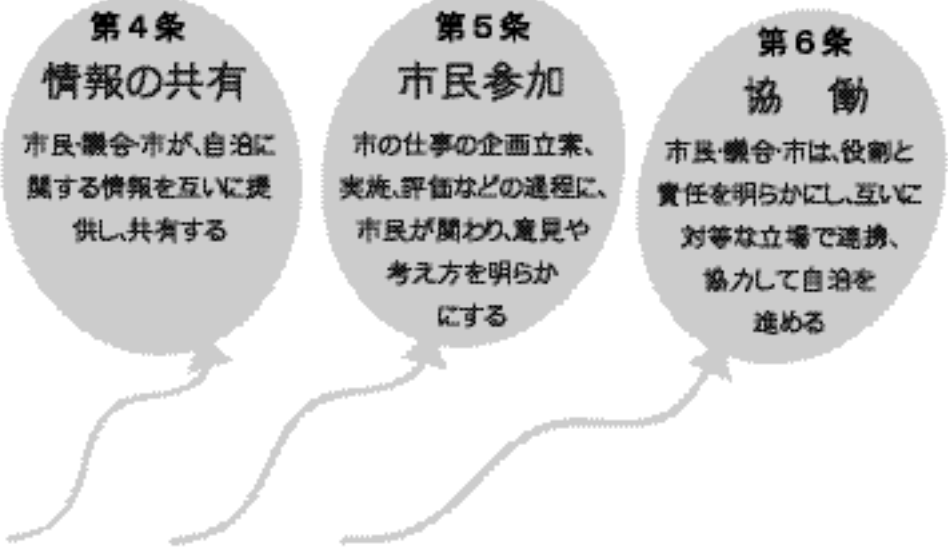 第4条
情報の共有
市民・議会・市が、自治に
関する情報を互いに提
供し、共有する
第5条
市民参加
市の仕事の企画立案、
実施、評価などの過程に、
市民が関わり、意見や
考え方を明らか
にする
第6条
協働
市民・議会・市は、役割と
責任を明らかにし、互いに
対等な立場で連携、
協力して自治を
進める